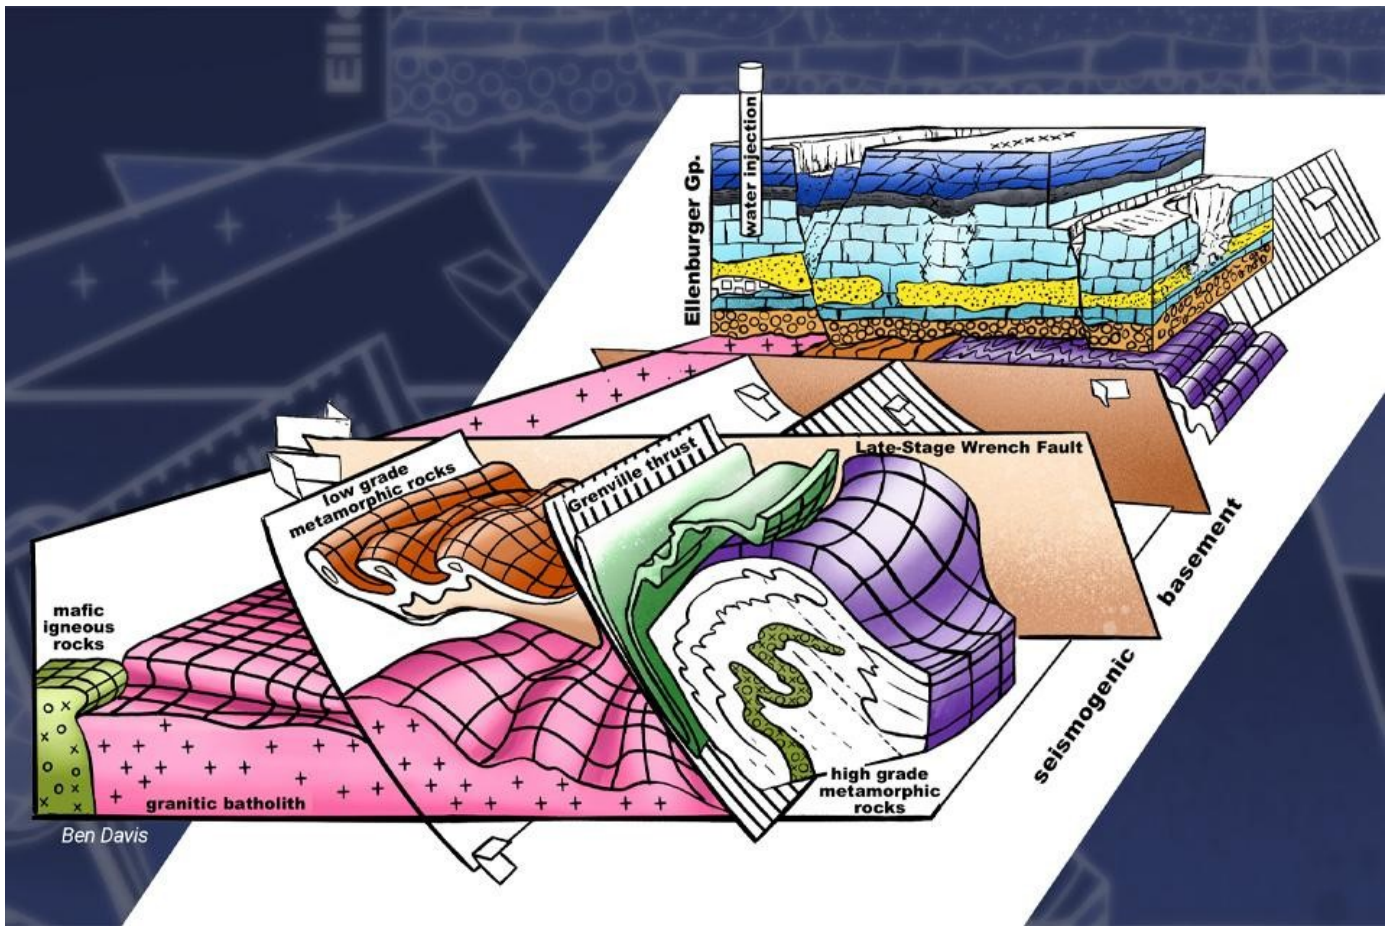 Ell
water injection
Ellenburger Gp.
low grade
metamorphic rocks
Grenville thrust
Late-Stage Wrench Fault
basement
seismogenic
mafic
igneous
rocks
high grade
metamorphic
rocks
granitic batholith
Ben Davis